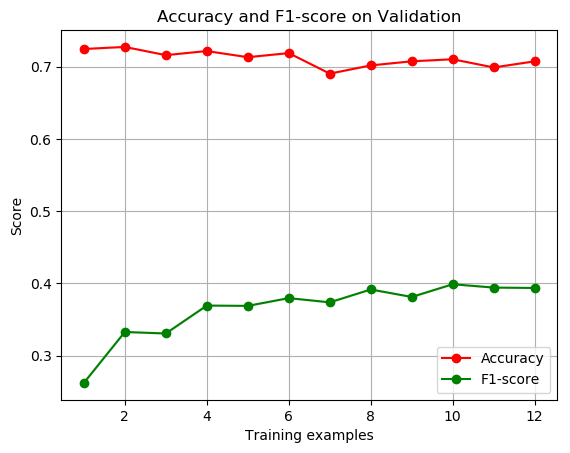 Accuracy and F1-score on Validation
Score
0.7
0.6
0.5
0.4
0.3
2 4 6 8 10 12
Training examples
Accuracy
F1-score